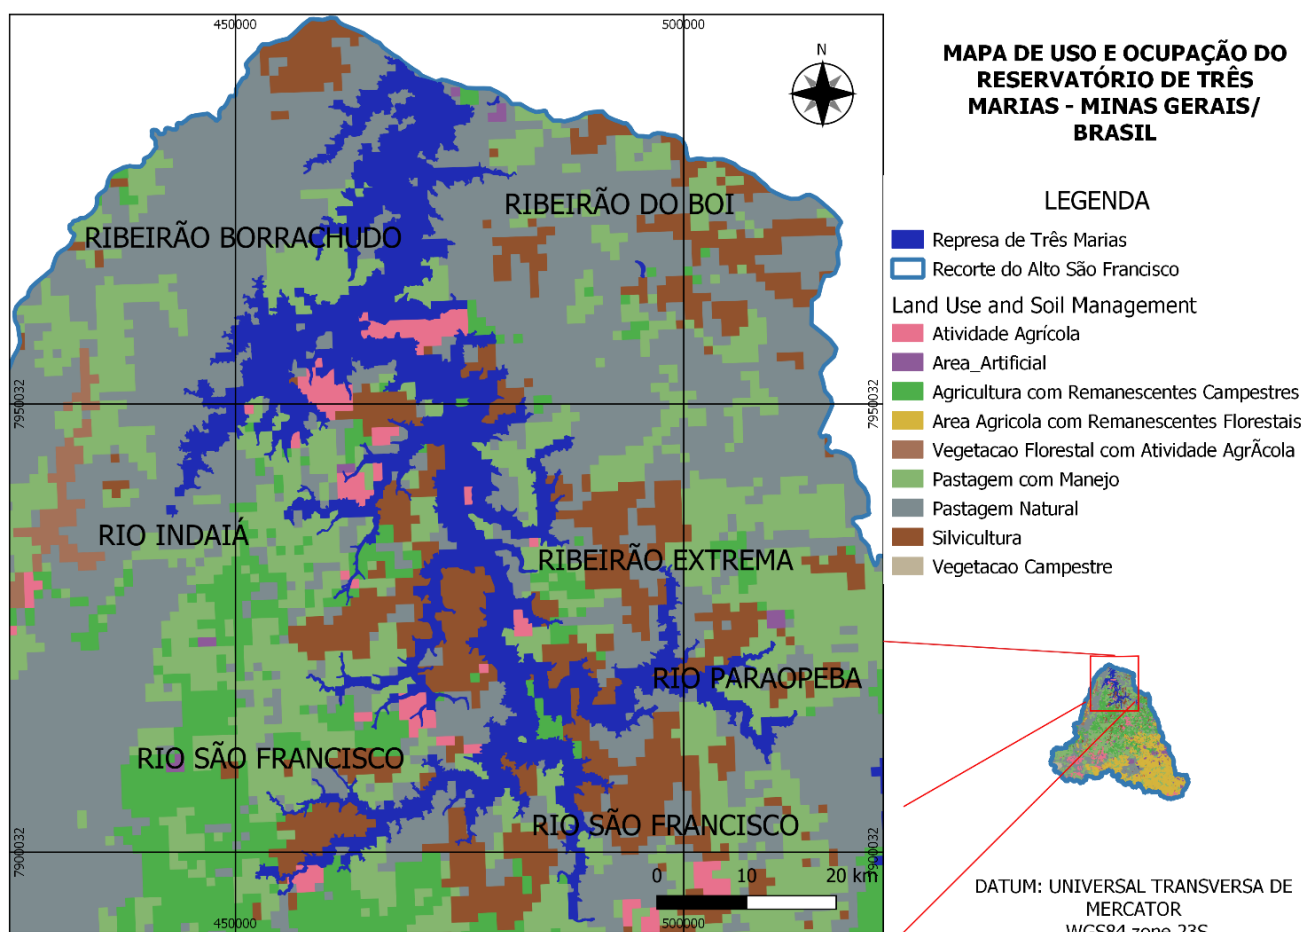 450000
500000
N
MAPA DE USO E OCUPAÇÃO DO
RESERVATÓRIO DE TRÊS
MARIAS - MINAS GERAIS/
BRASIL
LEGENDA
Represa de Três Marias
Recorte do Alto São Francisco
Land Use and Soil Management
Atividade Agrícola
Area_Artificial
Agricultura com Remanescentes Campestres
Area Agricola com Remanescentes Florestais
Vegetacao Florestal com Atividade AgrÃcola
Pastagem com Manejo
Pastagem Natural
Silvicultura
Vegetacao Campestre
RIBEIRÃO DO BOI
RIBEIRÃO BORRACHUDO
7950032
7950032
RIO INDAIÁ
RIBEIRÃO EXTREMA
RIO PARAOPEBA
RIO SÃO FRANCISCO
RIO SÃO FRANCISCO
7900032
7900032
0 10 20 km
450000
500000
DATUM: UNIVERSAL TRANSVERSA DE
MERCATOR
WGS84 zone 23S